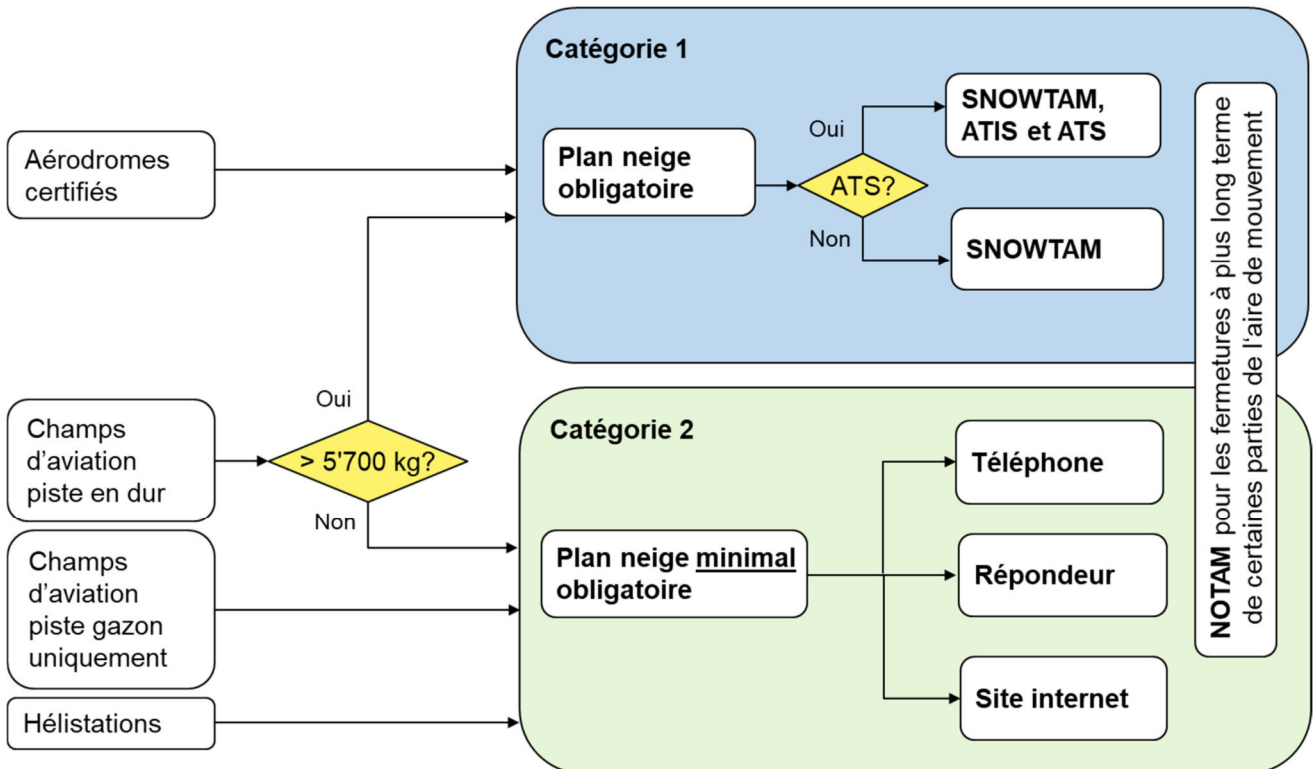 Catégorie 1
Aérodromes
certifiés
Plan neige
obligatoire
ATS?
Oui
SNOWTAM,
ATIS et ATS
Non
SNOWTAM
Champs
d'aviation
piste en dur
> 5'700 kg?
Oui
Non
Champs
d'aviation
piste gazon
uniquement
Hélistations
Catégorie 2
Plan neige minimal
obligatoire
Téléphone
Répondeur
Site internet
NOTAM pour les fermetures à plus long terme
de certaines parties de l'aire de mouvement